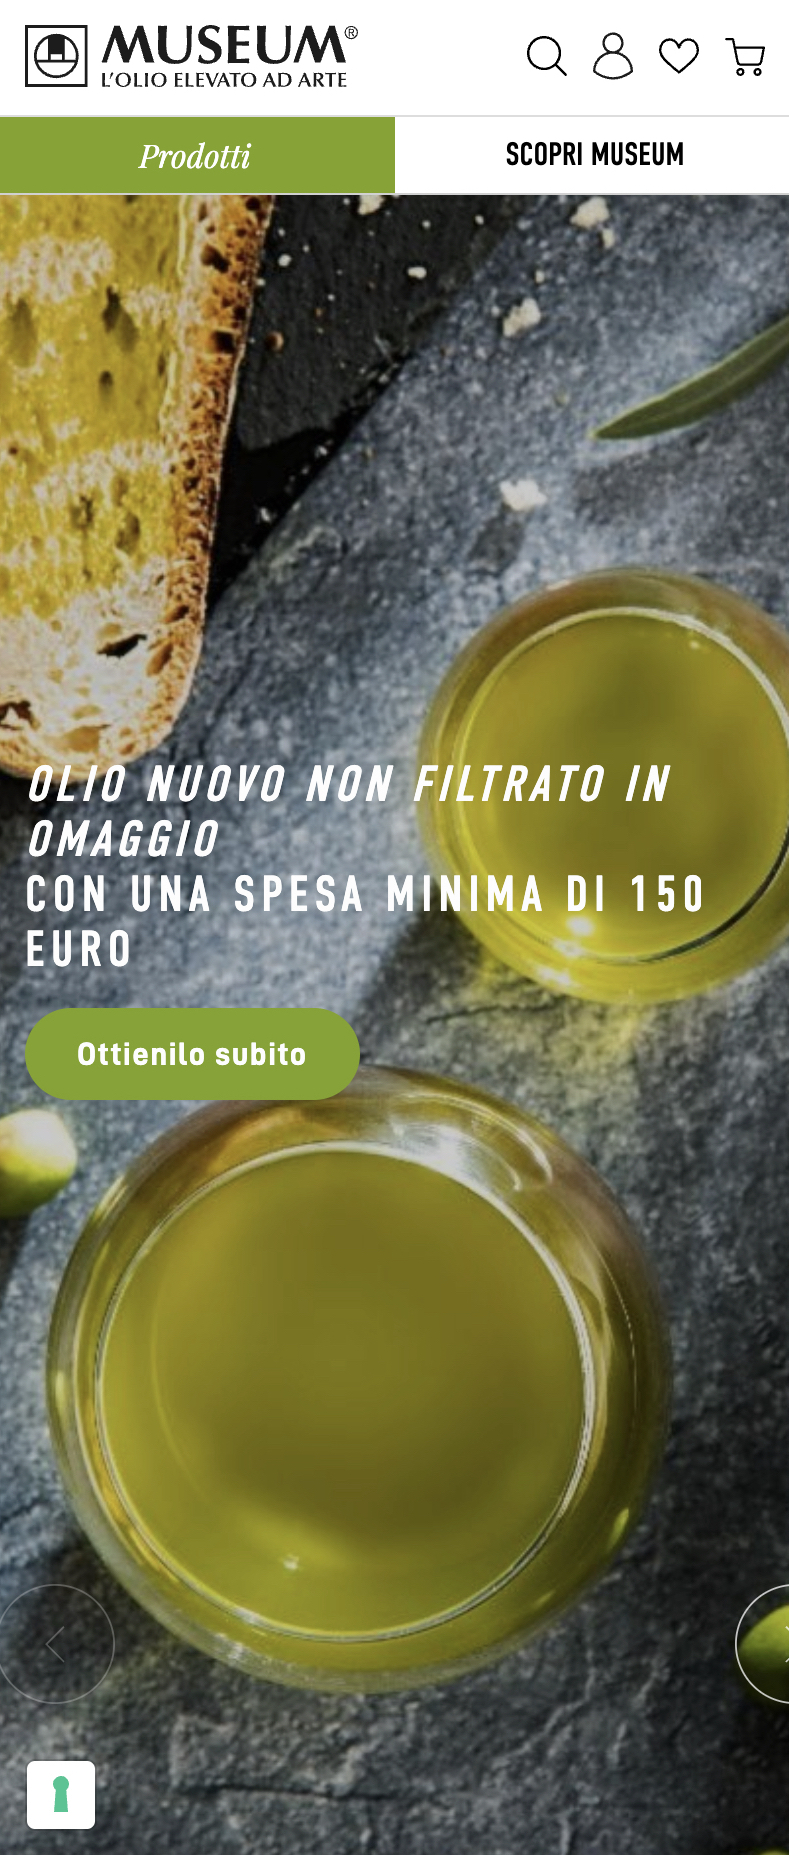 MUSEUM®
L'OLIO ELEVATO AD ARTE
Prodotti
SCOPRI MUSEUM
OLIO NUOVO NON FILTRATO IN
OMAGGIO
CON UNA SPESA MINIMA DI 150
EURO
Ottienilo subito